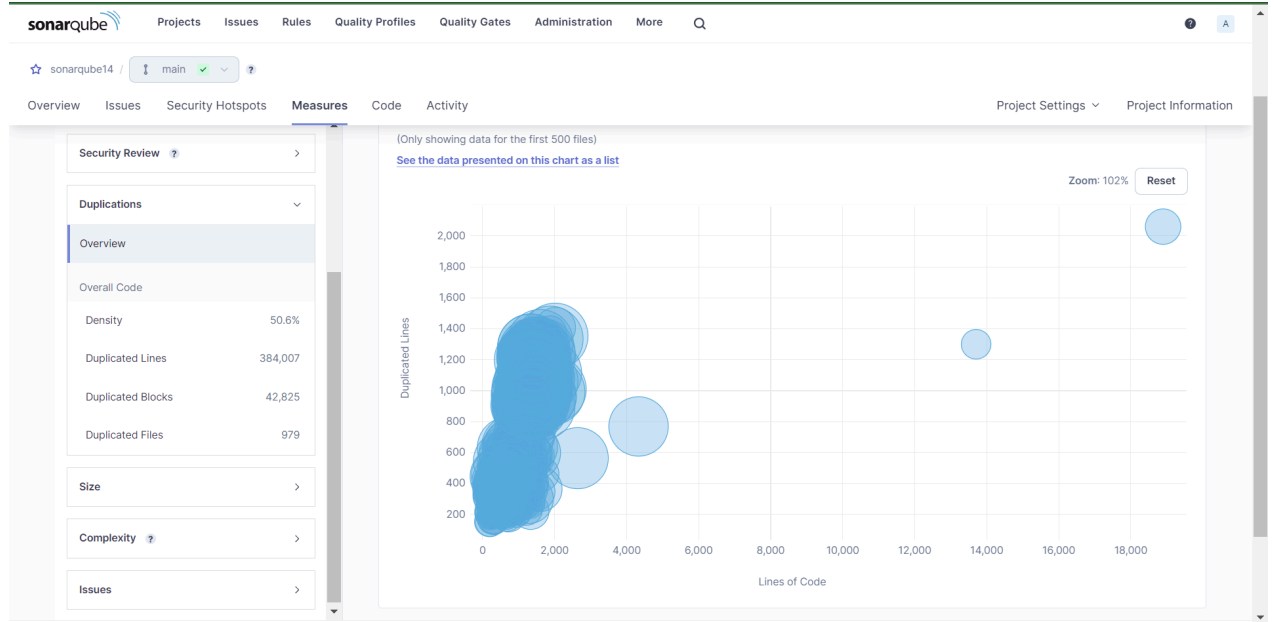 sonarqube Projects Issues Rules Quality Profiles Quality Gates Administration More ? A
sonarqube14 / main ?
Overview Issues Security Hotspots Measures Code Activity Project Settings Project Information
Security Review ?
Duplications
Overview
Overall Code
Density 50.6%
Duplicated Lines 384,007
Duplicated Blocks 42,825
Duplicated Files 979
Size
Complexity ?
Issues
(Only showing data for the first 500 files)
See the data presented on this chart as a list
Zoom: 102% Reset
Duplicated Lines
2,000
1,800
1,600
1,400
1,200
1,000
800
600
400
200
0 2,000 4,000 6,000 8,000 10,000 12,000 14,000 16,000 18,000
Lines of Code